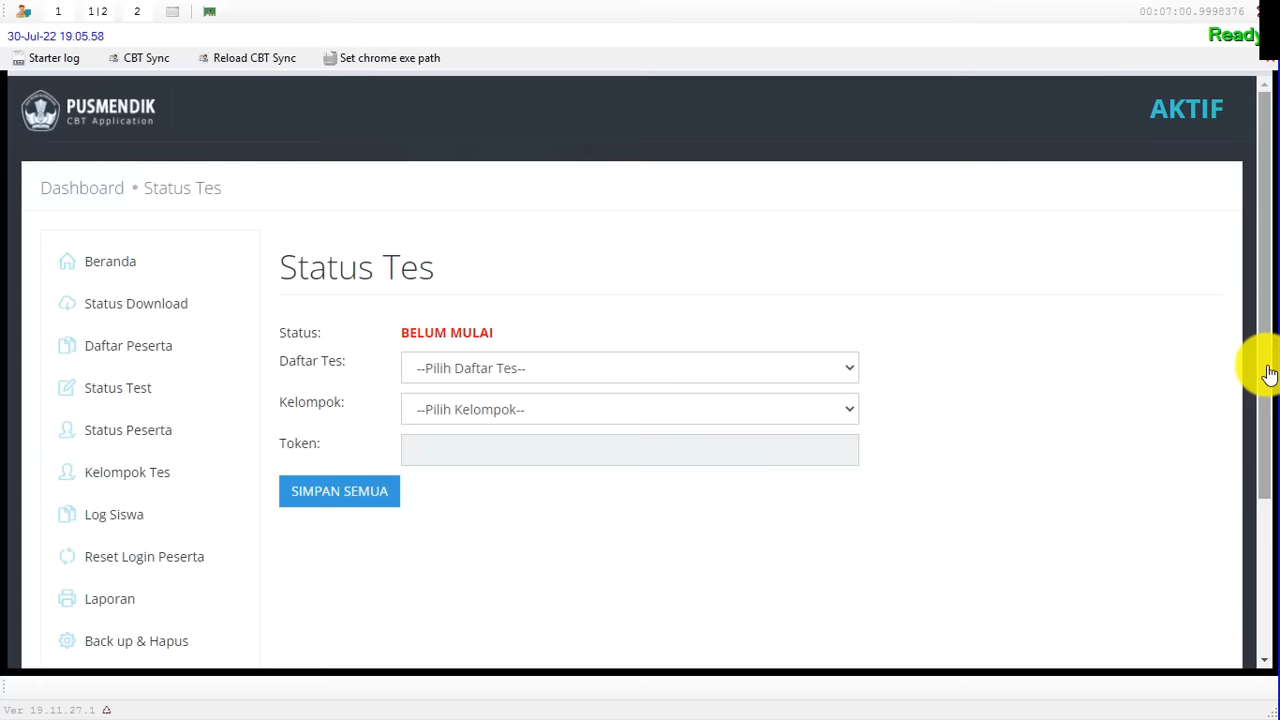 1 1|2 2 00:07:00.9998376
30-Jul-22 19.05.58 Ready
Starter log CBT Sync Reload CBT Sync Set chrome exe path
PUSMENDIK
CBT Application
AKTIF
Dashboard • Status Tes
Beranda
Status Download
Daftar Peserta
Status Test
Status Peserta
Kelompok Tes
Log Siswa
Reset Login Peserta
Laporan
Back up & Hapus
Status Tes
Status: BELUM MULAI
Daftar Tes: --Pilih Daftar Tes--
Kelompok: --Pilih Kelompok--
Token:
SIMPAN SEMUA
Ver 19.11.27.1